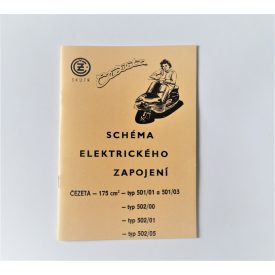 ČZ
SKÚTR
Čezeta
SCHÉMA
ELEKTRICKÉHO
ZAPOJENÍ
ČEZETA – 175 cm³ – typ 501/01 a 501/03
– typ 502/00
– typ 502/01
– typ 502/05